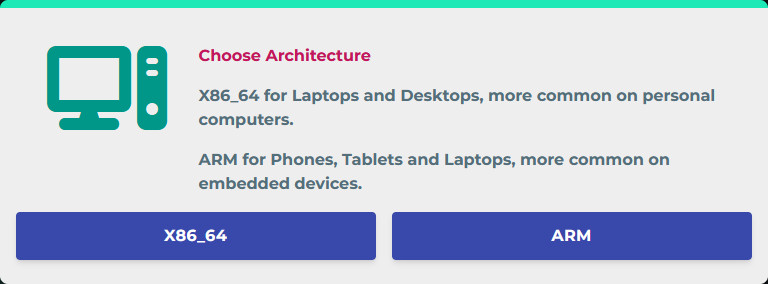 Choose Architecture
X86_64 for Laptops and Desktops, more common on personal
computers.
ARM for Phones, Tablets and Laptops, more common on
embedded devices.
X86_64
ARM